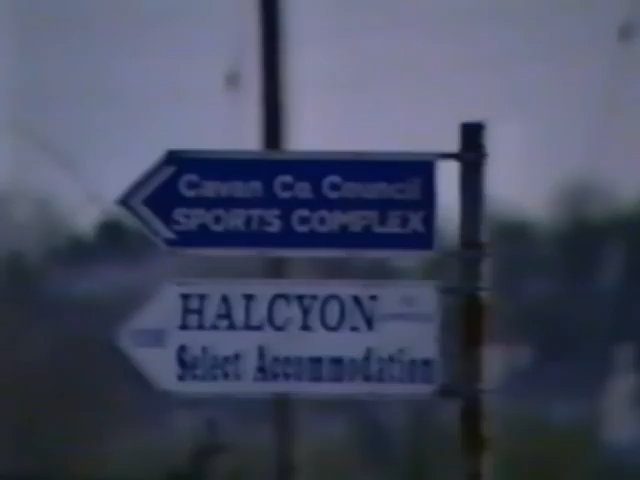 Cavan Co. Council
SPORTS COMPLEX
HALCYON
Select Accommodation